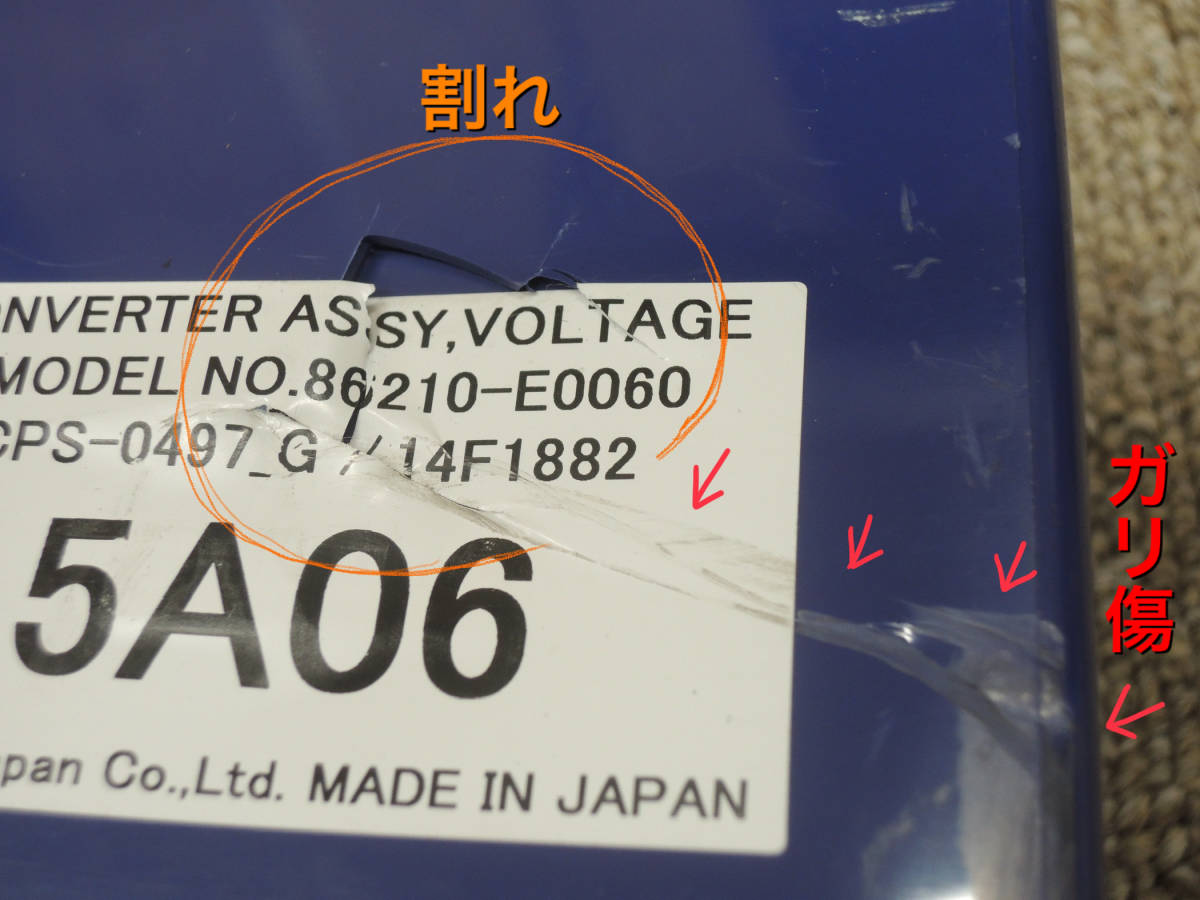 割れ
ONVERTER ASSY,VOLTAGE
MODEL NO.86210-E0060
CPS-0497_G / 14F1882
5A06
apan Co.,Ltd. MADE IN JAPAN
ガリ傷